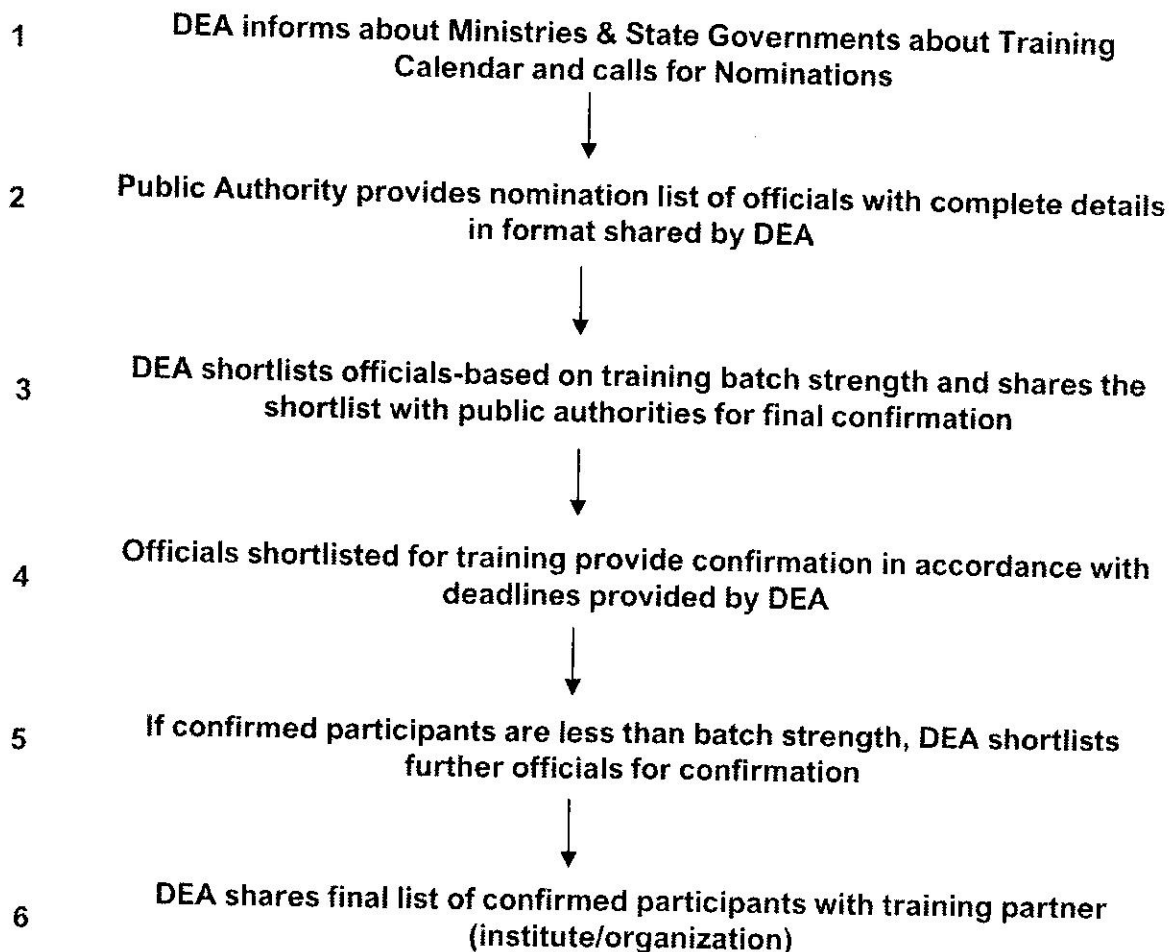 1 DEA informs about Ministries & State Governments about Training
Calendar and calls for Nominations
2 Public Authority provides nomination list of officials with complete details
in format shared by DEA
3 DEA shortlists officials-based on training batch strength and shares the
shortlist with public authorities for final confirmation
4 Officials shortlisted for training provide confirmation in accordance with
deadlines provided by DEA
5 If confirmed participants are less than batch strength, DEA shortlists
further officials for confirmation
6 DEA shares final list of confirmed participants with training partner
(institute/organization)